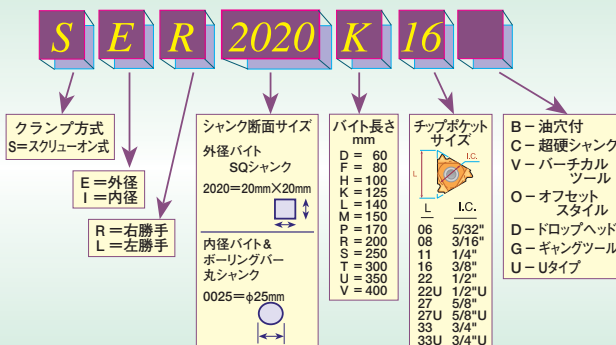 S E R 2020 K 16
クランプ方式
S=スクリューオン式
E=外径
I=内径
R=右勝手
L=左勝手
シャンク断面サイズ
外径バイト
SQシャンク
2020=20mm×20mm
内径バイト&
ボーリングバー
丸シャンク
0025=φ25mm
バイト長さ
mm
D = 60
F = 80
H = 100
K = 125
L = 140
M = 150
P = 170
R = 200
S = 250
T = 300
U = 350
V = 400
チップポケット
サイズ
I.C.
L
L I.C.
06 5/32"
08 3/16"
11 1/4"
16 3/8"
22 1/2"
22U 1/2"U
27 5/8"
27U 5/8"U
33 3/4"
33U 3/4"U
B－油穴付
C－超硬シャンク
V－バーチカル
ツール
O－オフセット
スタイル
D－ドロップヘッド
G－ギャングツール
U－Uタイプ